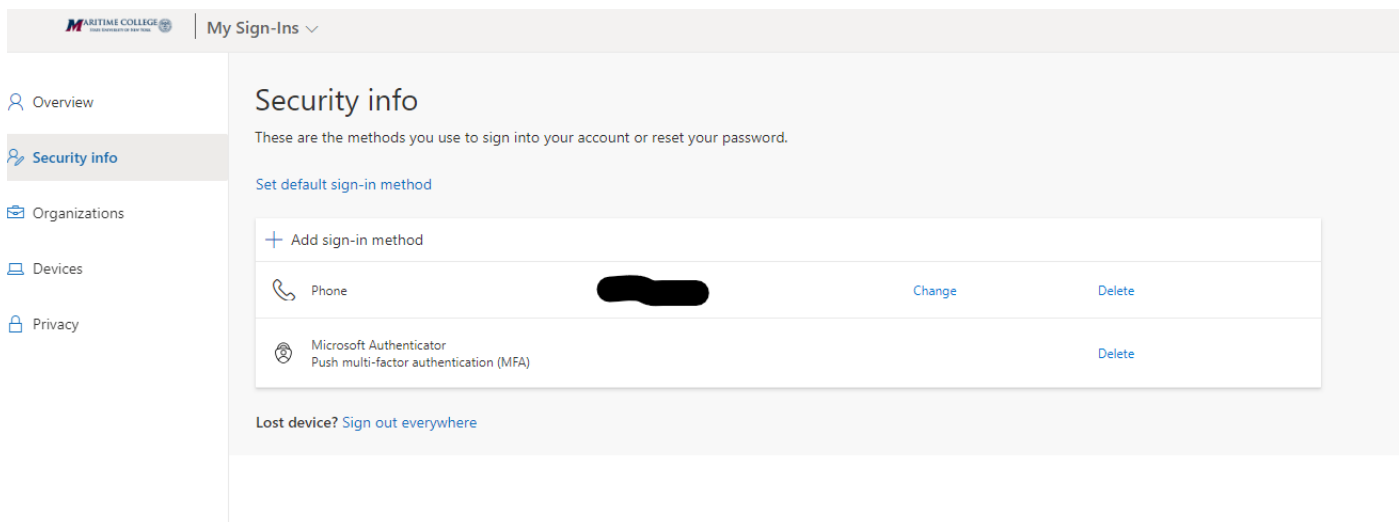 MARITIME COLLEGE
My Sign-Ins
Overview
Security info
Organizations
Devices
Privacy
Security info
These are the methods you use to sign into your account or reset your password.
Set default sign-in method
+ Add sign-in method
Phone Change Delete
Microsoft Authenticator
Push multi-factor authentication (MFA)
Delete
Lost device? Sign out everywhere